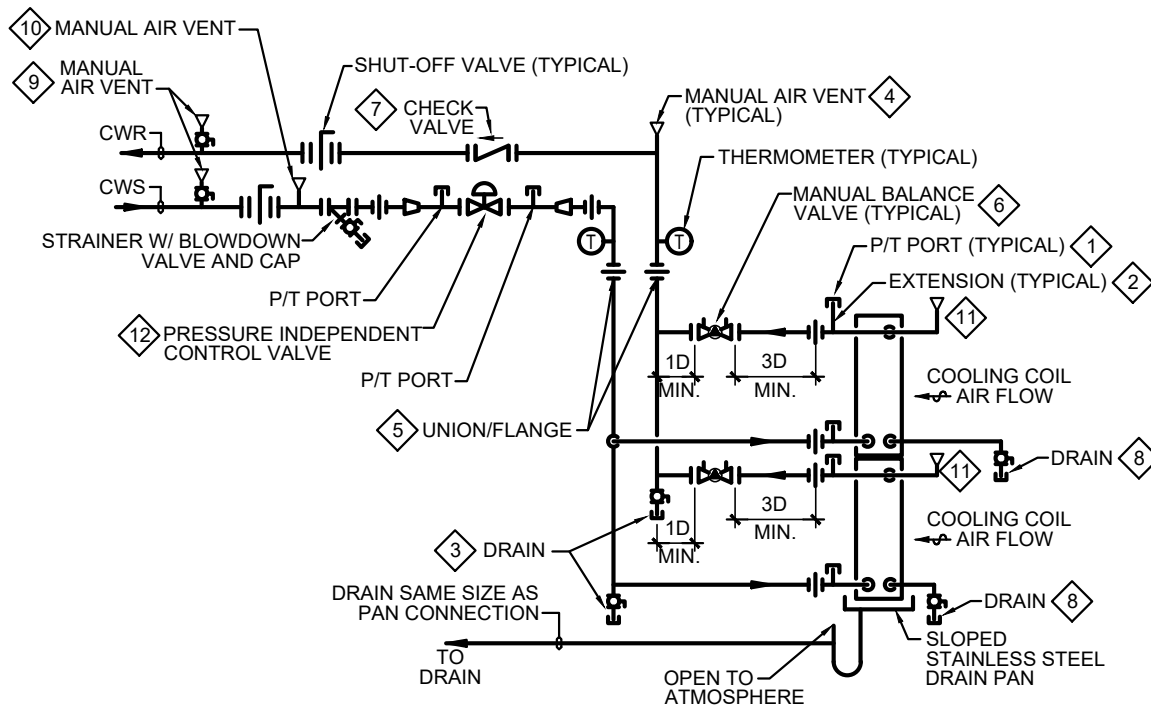 10 MANUAL AIR VENT
9 MANUAL
AIR VENT
SHUT-OFF VALVE (TYPICAL)
7 CHECK
VALVE
MANUAL AIR VENT 4
(TYPICAL)
CWR
CWS
THERMOMETER (TYPICAL)
MANUAL BALANCE
VALVE (TYPICAL) 6
STRAINER W/ BLOWDOWN
VALVE AND CAP
T
T
P/T PORT (TYPICAL) 1
EXTENSION (TYPICAL) 2
P/T PORT
11
12 PRESSURE INDEPENDENT
CONTROL VALVE
P/T PORT
1D
MIN.
3D
MIN.
COOLING COIL
AIR FLOW
5 UNION/FLANGE
DRAIN 8
11
1D
MIN.
3D
MIN.
COOLING COIL
AIR FLOW
3 DRAIN
DRAIN SAME SIZE AS
PAN CONNECTION
DRAIN 8
SLOPED
STAINLESS STEEL
DRAIN PAN
TO
DRAIN
OPEN TO
ATMOSPHERE